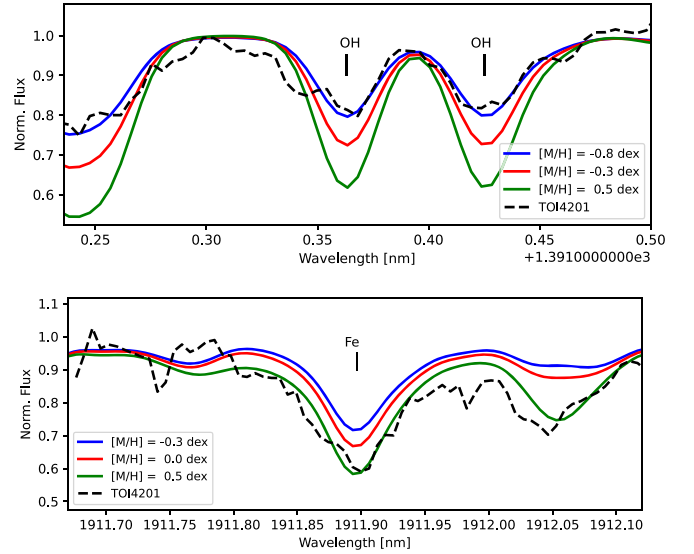 OH OH
1.0
0.9
0.8
0.7
0.6
Norm. Flux
[M/H] = -0.8 dex
[M/H] = -0.3 dex
[M/H] = 0.5 dex
TOI4201
0.25 0.30 0.35 0.40 0.45 0.50
Wavelength [nm]
+1.3910000000e3
1.1
1.0
0.9
0.8
0.7
0.6
0.5
Norm. Flux
Fe
[M/H] = -0.3 dex
[M/H] = 0.0 dex
[M/H] = 0.5 dex
TOI4201
1911.70 1911.75 1911.80 1911.85 1911.90 1911.95 1912.00 1912.05 1912.10
Wavelength [nm]